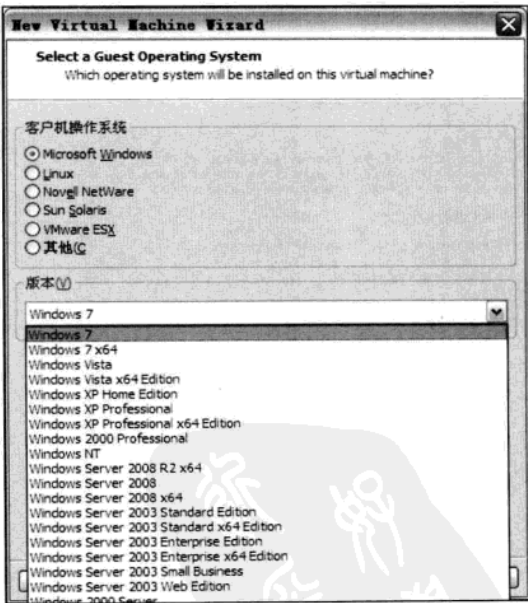 New Virtual Machine Wizard
Select a Guest Operating System
Which operating system will be installed on this virtual machine?
客户机操作系统
Microsoft Windows
Linux
Novell NetWare
Sun Solaris
VMware ESX
其他(C
版本(V)
Windows 7
Windows 7
Windows 7 x64
Windows Vista
Windows Vista x64 Edition
Windows XP Home Edition
Windows XP Professional
Windows XP Professional x64 Edition
Windows 2000 Professional
Windows NT
Windows Server 2008 R2 x64
Windows Server 2008
Windows Server 2008 x64
Windows Server 2003 Standard Edition
Windows Server 2003 Standard x64 Edition
Windows Server 2003 Enterprise Edition
Windows Server 2003 Enterprise x64 Edition
Windows Server 2003 Small Business
Windows Server 2003 Web Edition
Windows 2000 Server